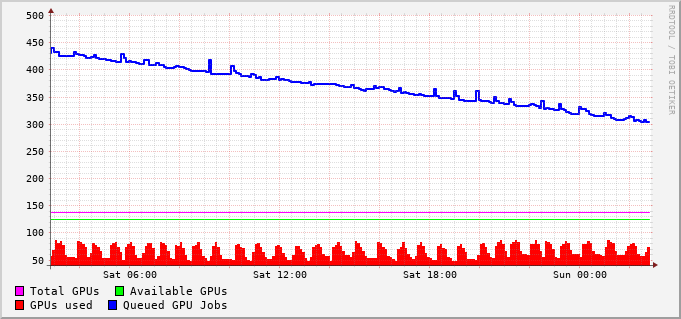 500
450
400
350
300
250
200
150
100
50
Sat 06:00 Sat 12:00 Sat 18:00 Sun 00:00
Total GPUs Available GPUs
GPUs used Queued GPU Jobs
RRDTOOL / TOBI OETIKER